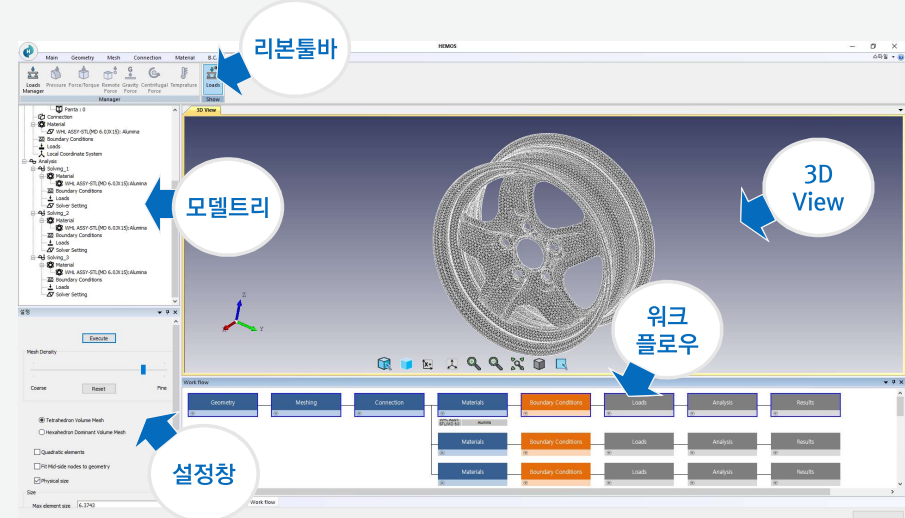 리본툴바
HEMOS
Main Geometry Mesh Connection Material B.C.
스타일
Loads Manager
Pressure
Force/Torque
Remote Force
Gravity Force
Centrifugal Force
Temprature
Loads
Manager
Show
Panta : 0
Connection
Material
WHL ASSY-STL(MD 6.0JX15): Alumina
Boundary Conditions
Loads
Local Coordinate System
Analysis
Solving_1
Material
WHL ASSY-STL(MD 6.0JX15):Alumina
Boundary Conditions
Loads
Solver Setting
Solving_2
Material
WHL ASSY-STL(MD 6.0JX15):Alumina
Boundary Conditions
Loads
Solver Setting
Solving_3
Material
WHL ASSY-STL(MD 6.0JX15):Alumina
Boundary Conditions
Loads
Solver Setting
모델트리
3D View
3D
View
Z
Y
워크
플로우
설정
Execute
Mesh Density
Coarse Reset Fine
Tetrahedron Volume Mesh
Hexahedron Dominant Volume Mesh
Quadratic elements
Fit Mid-side nodes to geometry
Physical size
Size
Max element size 6.3743
설정창
Work flow
Geometry Meshing Connection Materials Boundary Conditions Loads Analysis Results
Alumina
Materials Boundary Conditions Loads Analysis Results
Materials Boundary Conditions Loads Analysis Results
Work flow